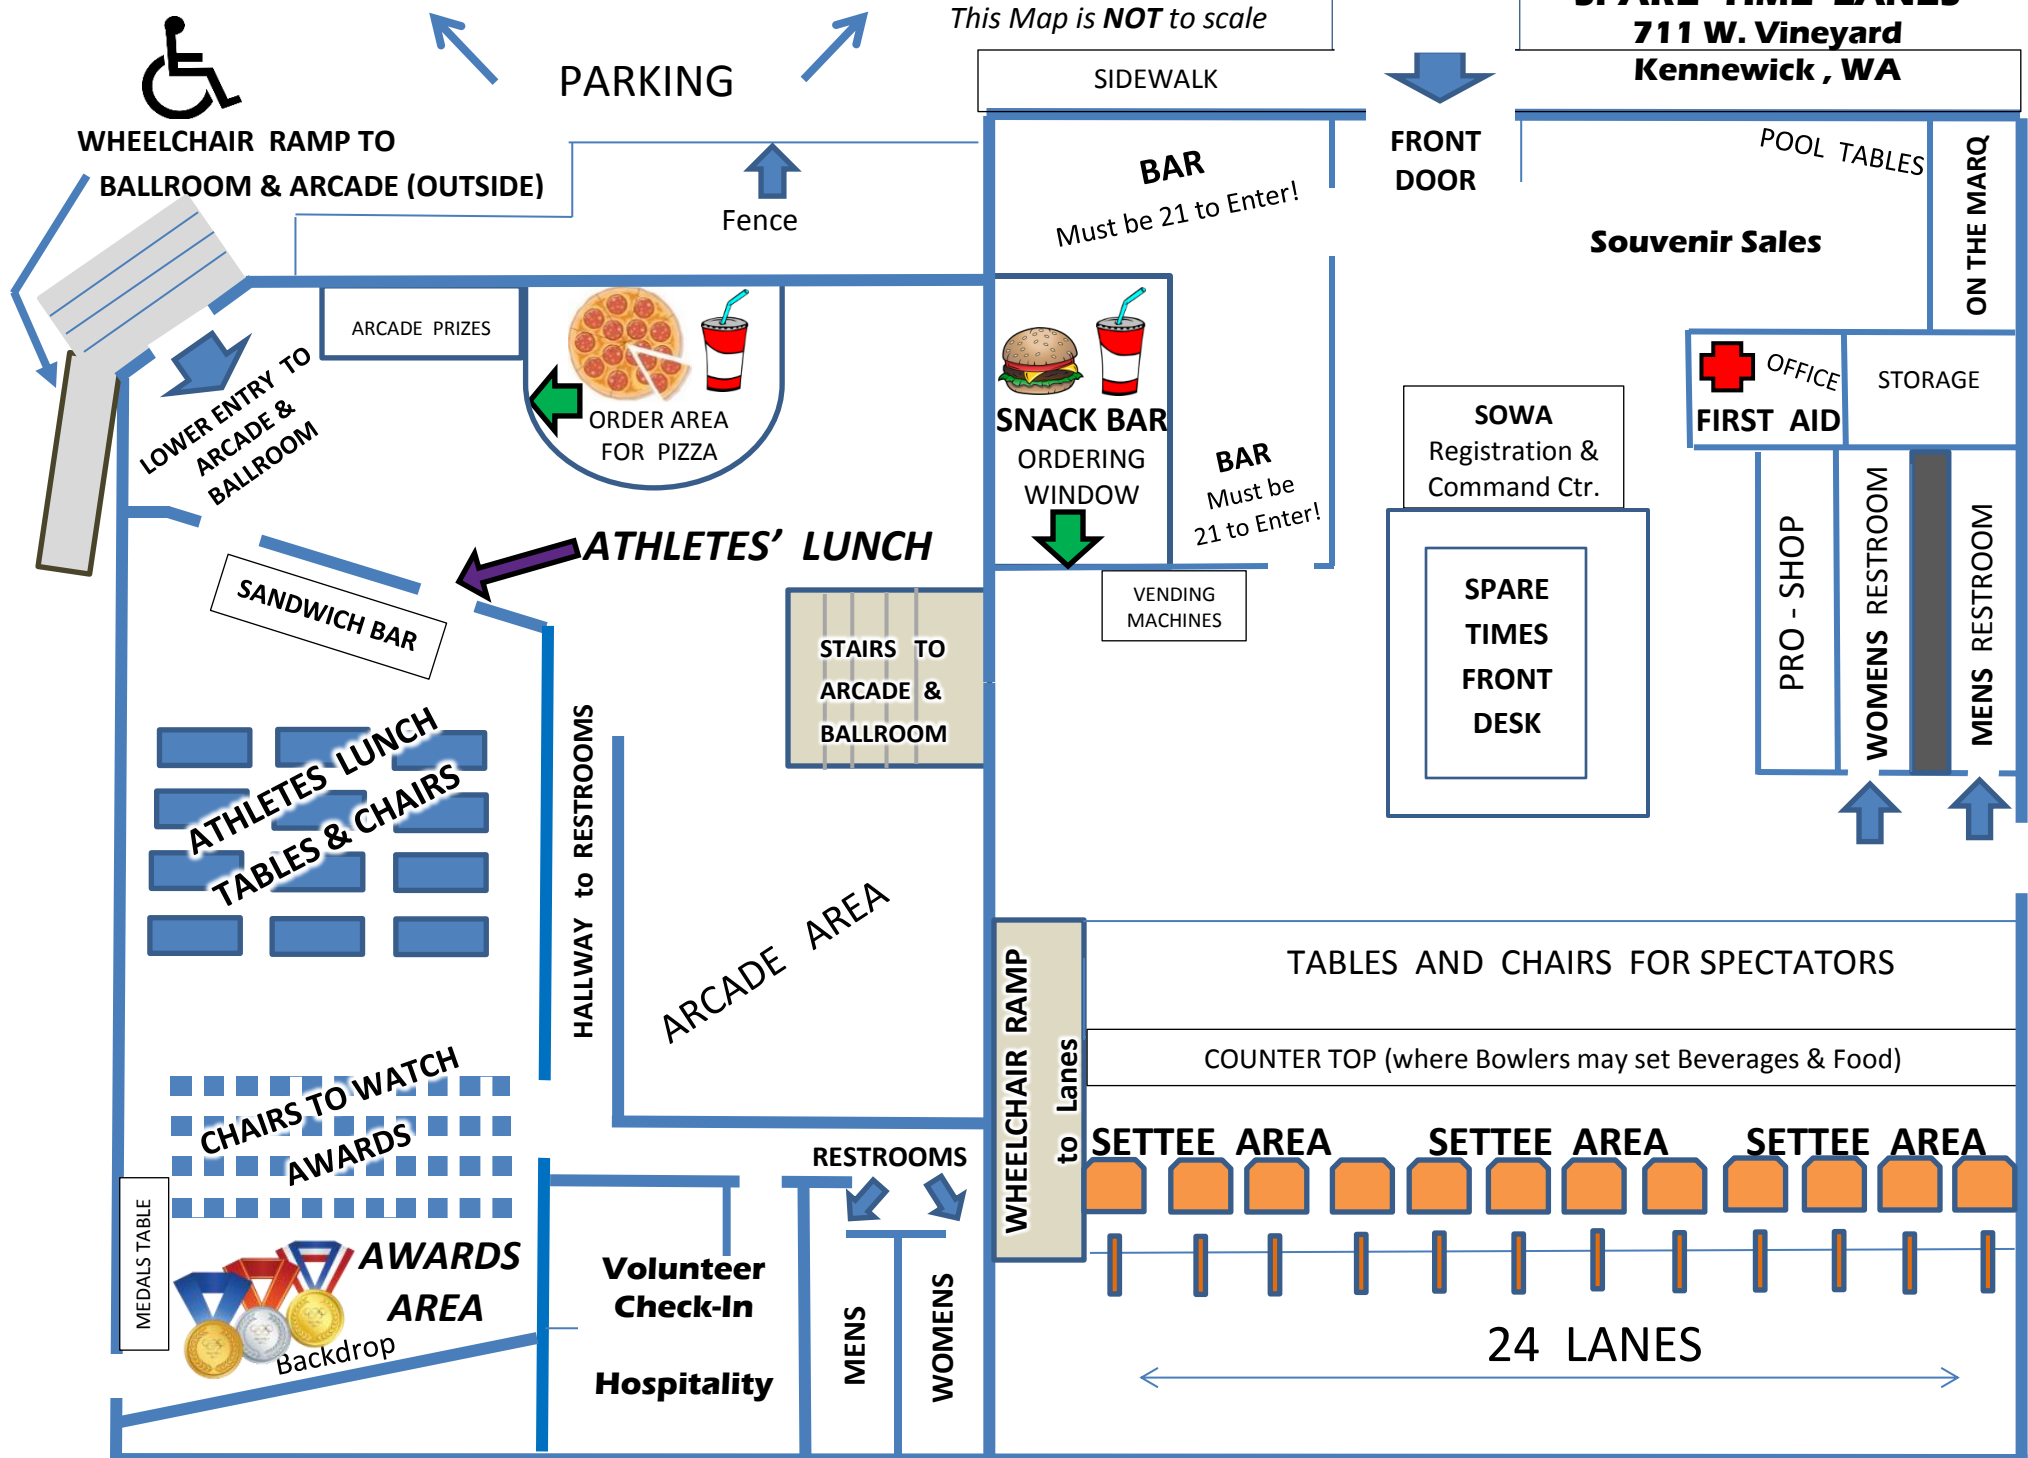 This Map is NOT to scale
SPARE TIME LANES
711 W. Vineyard
Kennewick , WA
PARKING
SIDEWALK
WHEELCHAIR RAMP TO
BALLROOM & ARCADE (OUTSIDE)
Fence
BAR
Must be 21 to Enter!
FRONT
DOOR
POOL TABLES
ON THE MARQ
Souvenir Sales
ARCADE PRIZES
LOWER ENTRY TO
ARCADE &
BALLROOM
ORDER AREA
FOR PIZZA
SNACK BAR
ORDERING
WINDOW
BAR
Must be
21 to Enter!
SOWA
Registration &
Command Ctr.
OFFICE
FIRST AID
STORAGE
ATHLETES' LUNCH
SANDWICH BAR
STAIRS TO
ARCADE &
BALLROOM
VENDING
MACHINES
SPARE
TIMES
FRONT
DESK
PRO - SHOP
WOMENS RESTROOM
MENS RESTROOM
ATHLETES LUNCH
TABLES & CHAIRS
HALLWAY to RESTROOMS
ARCADE AREA
WHEELCHAIR RAMP
to Lanes
TABLES AND CHAIRS FOR SPECTATORS
COUNTER TOP (where Bowlers may set Beverages & Food)
CHAIRS TO WATCH
AWARDS
SETTEE AREA
SETTEE AREA
SETTEE AREA
RESTROOMS
MEDALS TABLE
AWARDS
AREA
Backdrop
Volunteer
Check-In
Hospitality
MENS
WOMENS
24 LANES